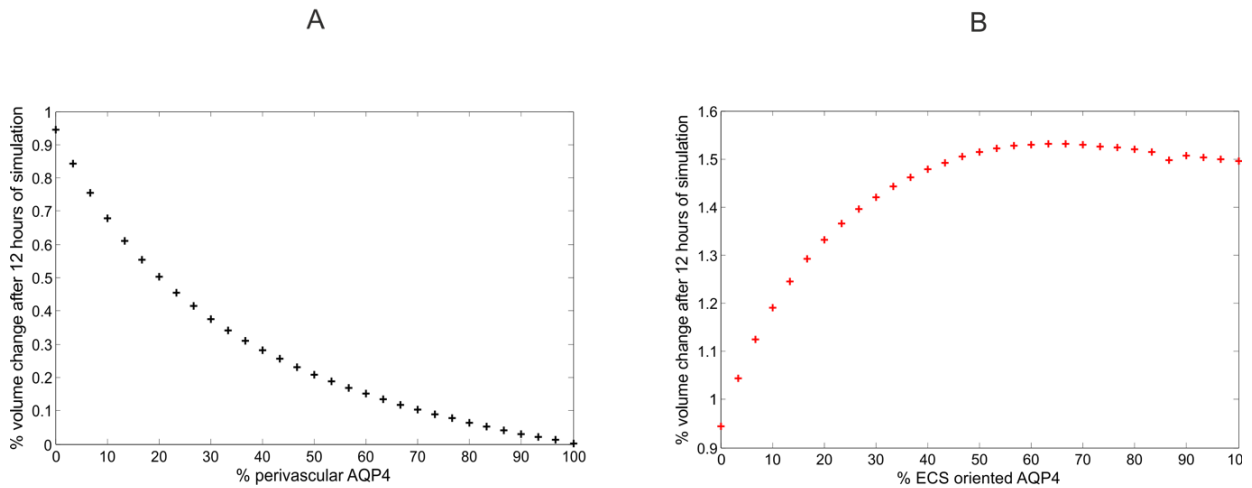 A
% volume change after 12 hours of simulation
1
0.9
0.8
0.7
0.6
0.5
0.4
0.3
0.2
0.1
0
0 10 20 30 40 50 60 70 80 90 100
% perivascular AQP4
B
% volume change after 12 hours of simulation
1.6
1.5
1.4
1.3
1.2
1.1
1
0.9
0 10 20 30 40 50 60 70 80 90 100
% ECS oriented AQP4